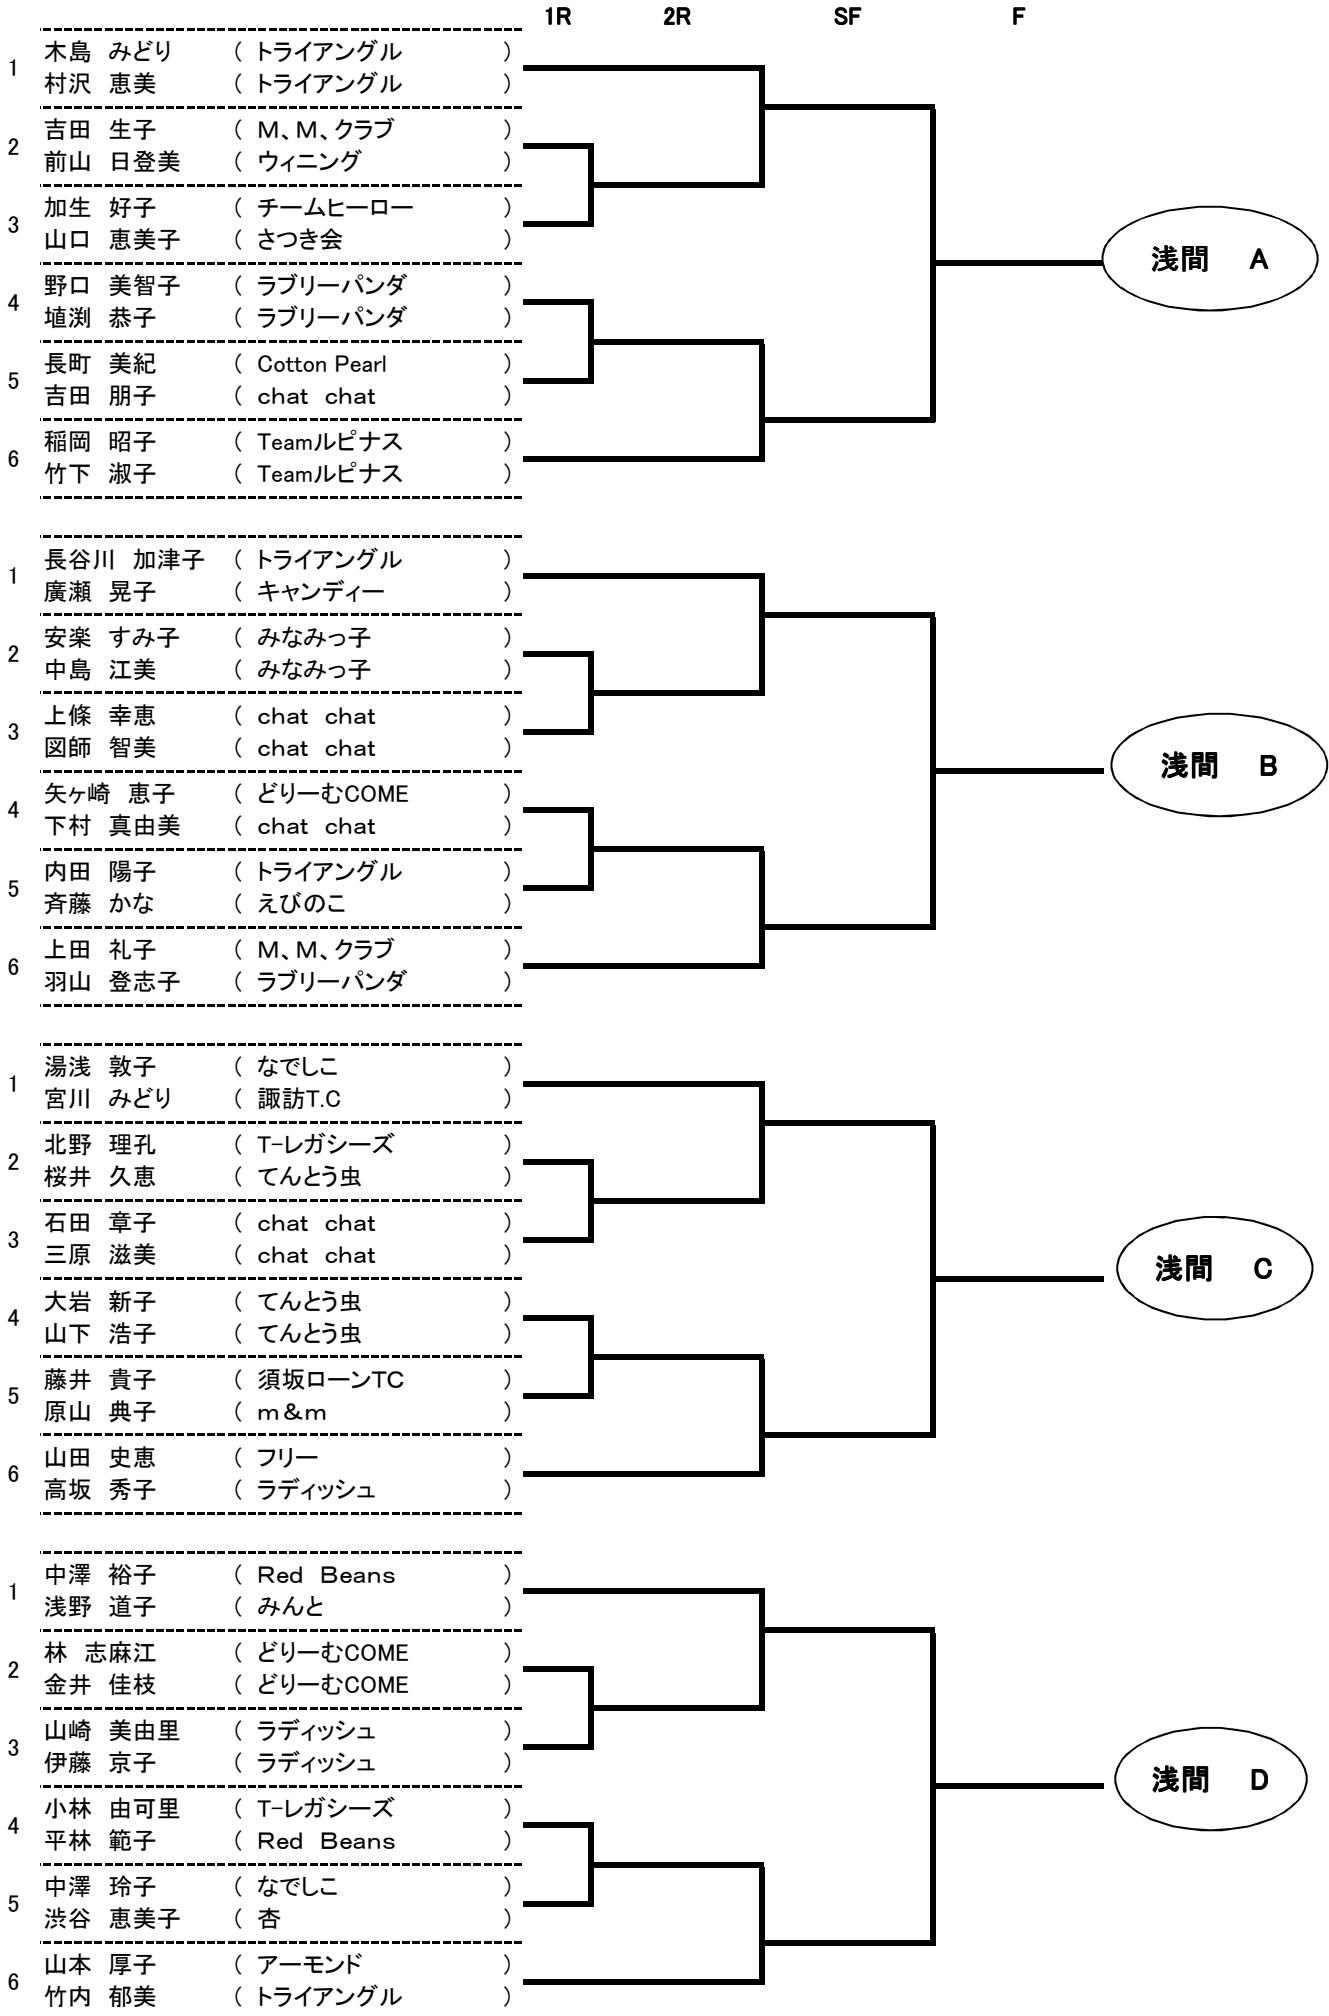 1R 2R SF F
木島 みどり ( トライアングル )
1
村沢 恵美 ( トライアングル )
吉田 生子 ( M、M、クラブ )
2
前山 日登美 ( ウィニング )
加生 好子 ( チームヒーロー )
3
山口 恵美子 ( さつき会 )
浅間 A
野口 美智子 ( ラブリーパンダ )
4
埴渕 恭子 ( ラブリーパンダ )
長町 美紀 ( Cotton Pearl )
5
吉田 朋子 ( chat chat )
稲岡 昭子 ( Teamルピナス )
6
竹下 淑子 ( Teamルピナス )
長谷川 加津子 ( トライアングル )
1
廣瀬 晃子 ( キャンディー )
安楽 すみ子 ( みなみっ子 )
2
中島 江美 ( みなみっ子 )
上條 幸恵 ( chat chat )
3
図師 智美 ( chat chat )
浅間 B
矢ヶ崎 恵子 ( どりーむCOME )
4
下村 真由美 ( chat chat )
内田 陽子 ( トライアングル )
5
斉藤 かな ( えびのこ )
上田 礼子 ( M、M、クラブ )
6
羽山 登志子 ( ラブリーパンダ )
湯浅 敦子 ( なでしこ )
1
宮川 みどり ( 諏訪T.C )
北野 理孔 ( T-レガシーズ )
2
桜井 久恵 ( てんとう虫 )
石田 章子 ( chat chat )
3
三原 滋美 ( chat chat )
浅間 C
大岩 新子 ( てんとう虫 )
4
山下 浩子 ( てんとう虫 )
藤井 貴子 ( 須坂ローンTC )
5
原山 典子 ( m&m )
山田 史恵 ( フリー )
6
高坂 秀子 ( ラディッシュ )
中澤 裕子 ( Red Beans )
1
浅野 道子 ( みんと )
林 志麻江 ( どりーむCOME )
2
金井 佳枝 ( どりーむCOME )
山崎 美由里 ( ラディッシュ )
3
伊藤 京子 ( ラディッシュ )
浅間 D
小林 由可里 ( T-レガシーズ )
4
平林 範子 ( Red Beans )
中澤 玲子 ( なでしこ )
5
渋谷 恵美子 ( 杏 )
山本 厚子 ( アーモンド )
6
竹内 郁美 ( トライアングル )